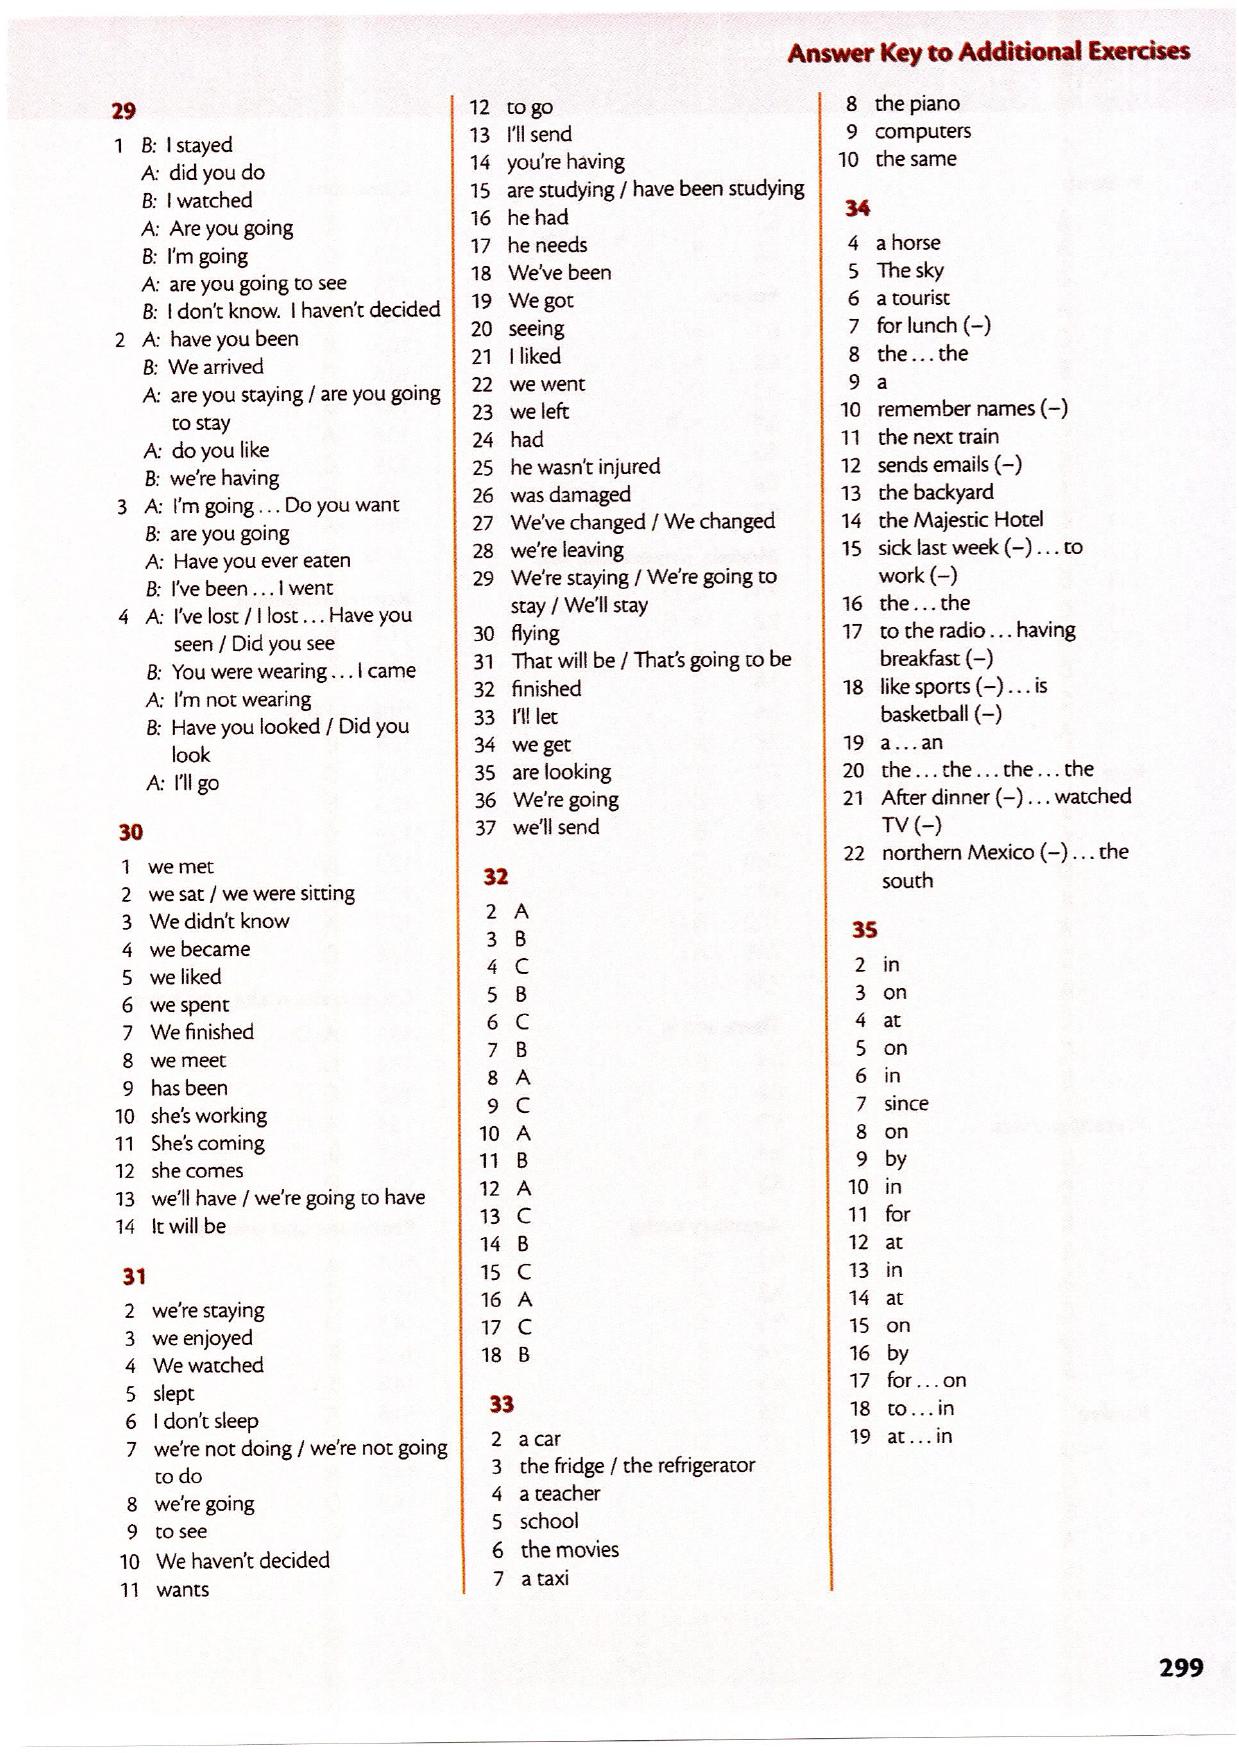 Answer Key to Additional Exercises
29
1 B: I stayed
A: did you do
B: I watched
A: Are you going
B: I'm going
A: are you going to see
B: I don't know. I haven't decided
2 A: have you been
B: We arrived
A: are you staying / are you going
to stay
A: do you like
B: we're having
3 A: I'm going ... Do you want
B: are you going
A: Have you ever eaten
B: I've been ... I went
4 A: I've lost / I lost ... Have you
seen / Did you see
B: You were wearing ... I came
A: I'm not wearing
B: Have you looked / Did you
look
A: I'll go
30
1 we met
2 we sat / we were sitting
3 We didn't know
4 we became
5 we liked
6 we spent
7 We finished
8 we meet
9 has been
10 she's working
11 She's coming
12 she comes
13 we'll have / we're going to have
14 It will be
31
2 we're staying
3 we enjoyed
4 We watched
5 slept
6 I don't sleep
7 we're not doing / we're not going
to do
8 we're going
9 to see
10 We haven't decided
11 wants
12 to go
13 I'll send
14 you're having
15 are studying / have been studying
16 he had
17 he needs
18 We've been
19 We got
20 seeing
21 I liked
22 we went
23 we left
24 had
25 he wasn't injured
26 was damaged
27 We've changed / We changed
28 we're leaving
29 We're staying / We're going to
stay / We'll stay
30 flying
31 That will be / That's going to be
32 finished
33 I'll let
34 we get
35 are looking
36 We're going
37 we'll send
32
2 A
3 B
4 C
5 B
6 C
7 B
8 A
9 C
10 A
11 B
12 A
13 C
14 B
15 C
16 A
17 C
18 B
33
2 a car
3 the fridge / the refrigerator
4 a teacher
5 school
6 the movies
7 a taxi
8 the piano
9 computers
10 the same
34
4 a horse
5 The sky
6 a tourist
7 for lunch (–)
8 the ... the
9 a
10 remember names (–)
11 the next train
12 sends emails (–)
13 the backyard
14 the Majestic Hotel
15 sick last week (–) ... to
work (–)
16 the ... the
17 to the radio ... having
breakfast (–)
18 like sports (–) ... is
basketball (–)
19 a ... an
20 the ... the ... the ... the
21 After dinner (–) ... watched
TV (–)
22 northern Mexico (–) ... the
south
35
2 in
3 on
4 at
5 on
6 in
7 since
8 on
9 by
10 in
11 for
12 at
13 in
14 at
15 on
16 by
17 for ... on
18 to ... in
19 at ... in
299